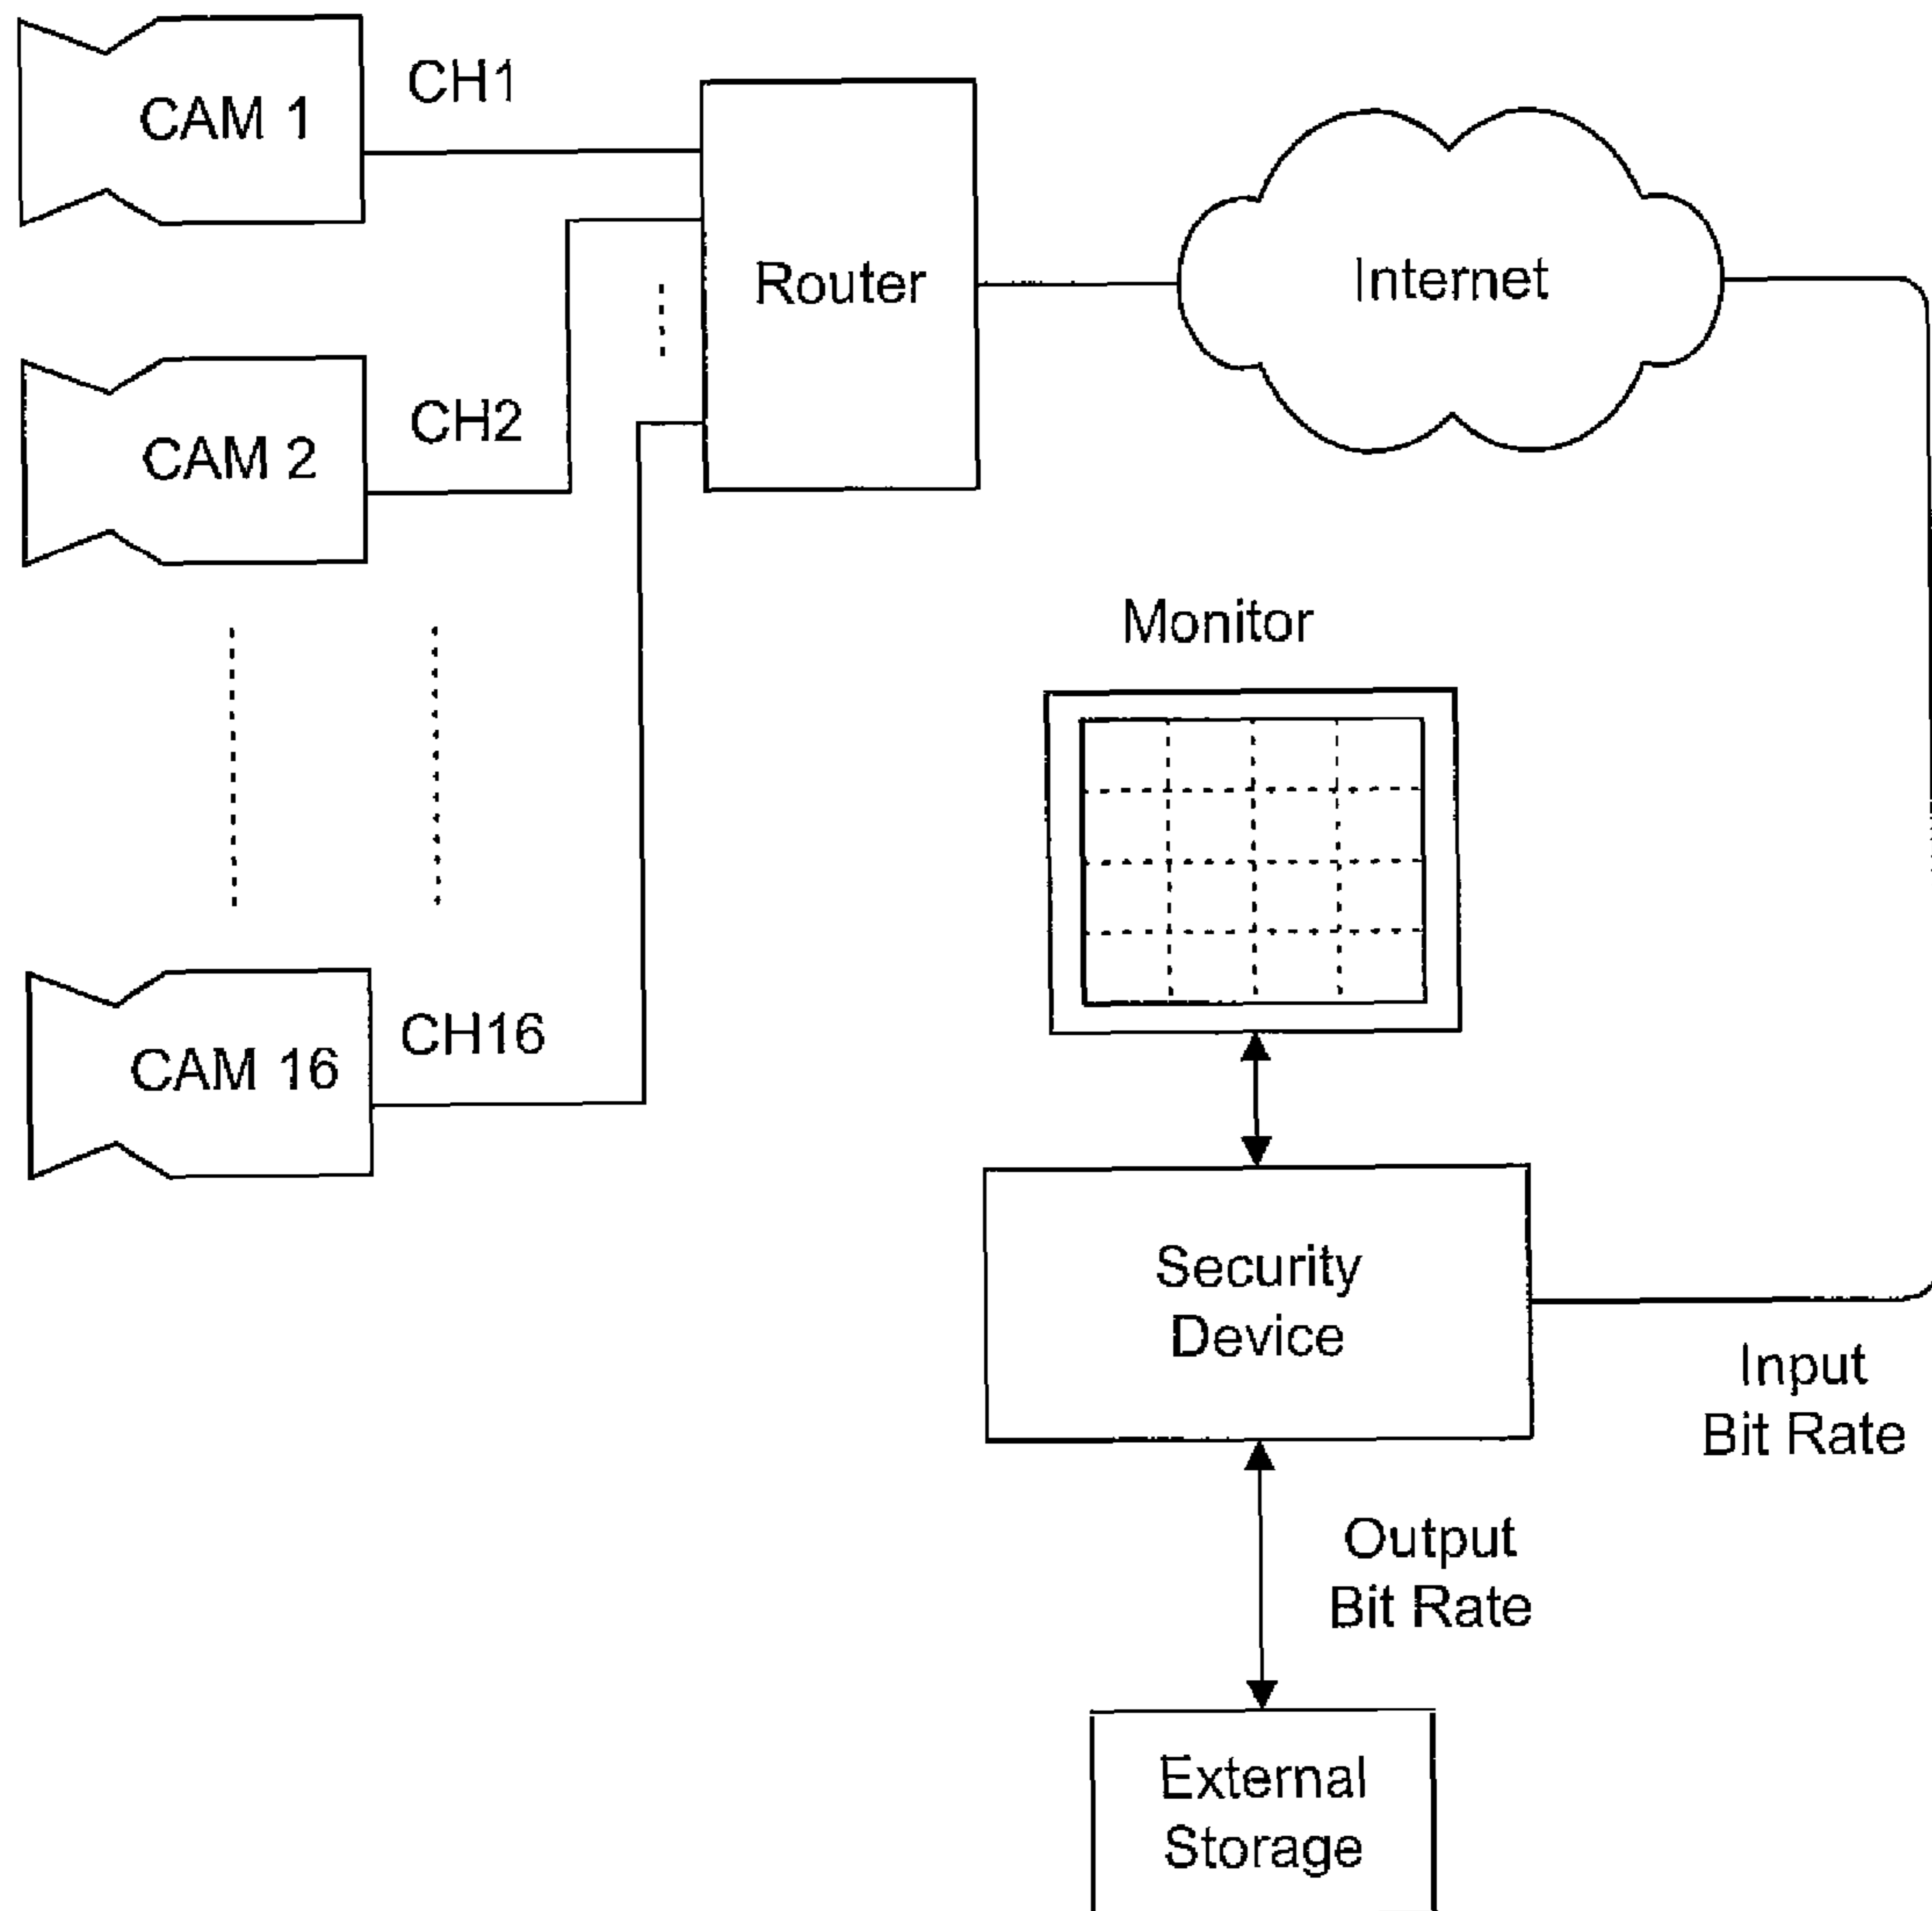 CAM 1
CH1
Router
Internet
CAM 2
CH2
Monitor
CAM 16
CH16
Security
Device
Input
Bit Rate
Output
Bit Rate
External
Storage